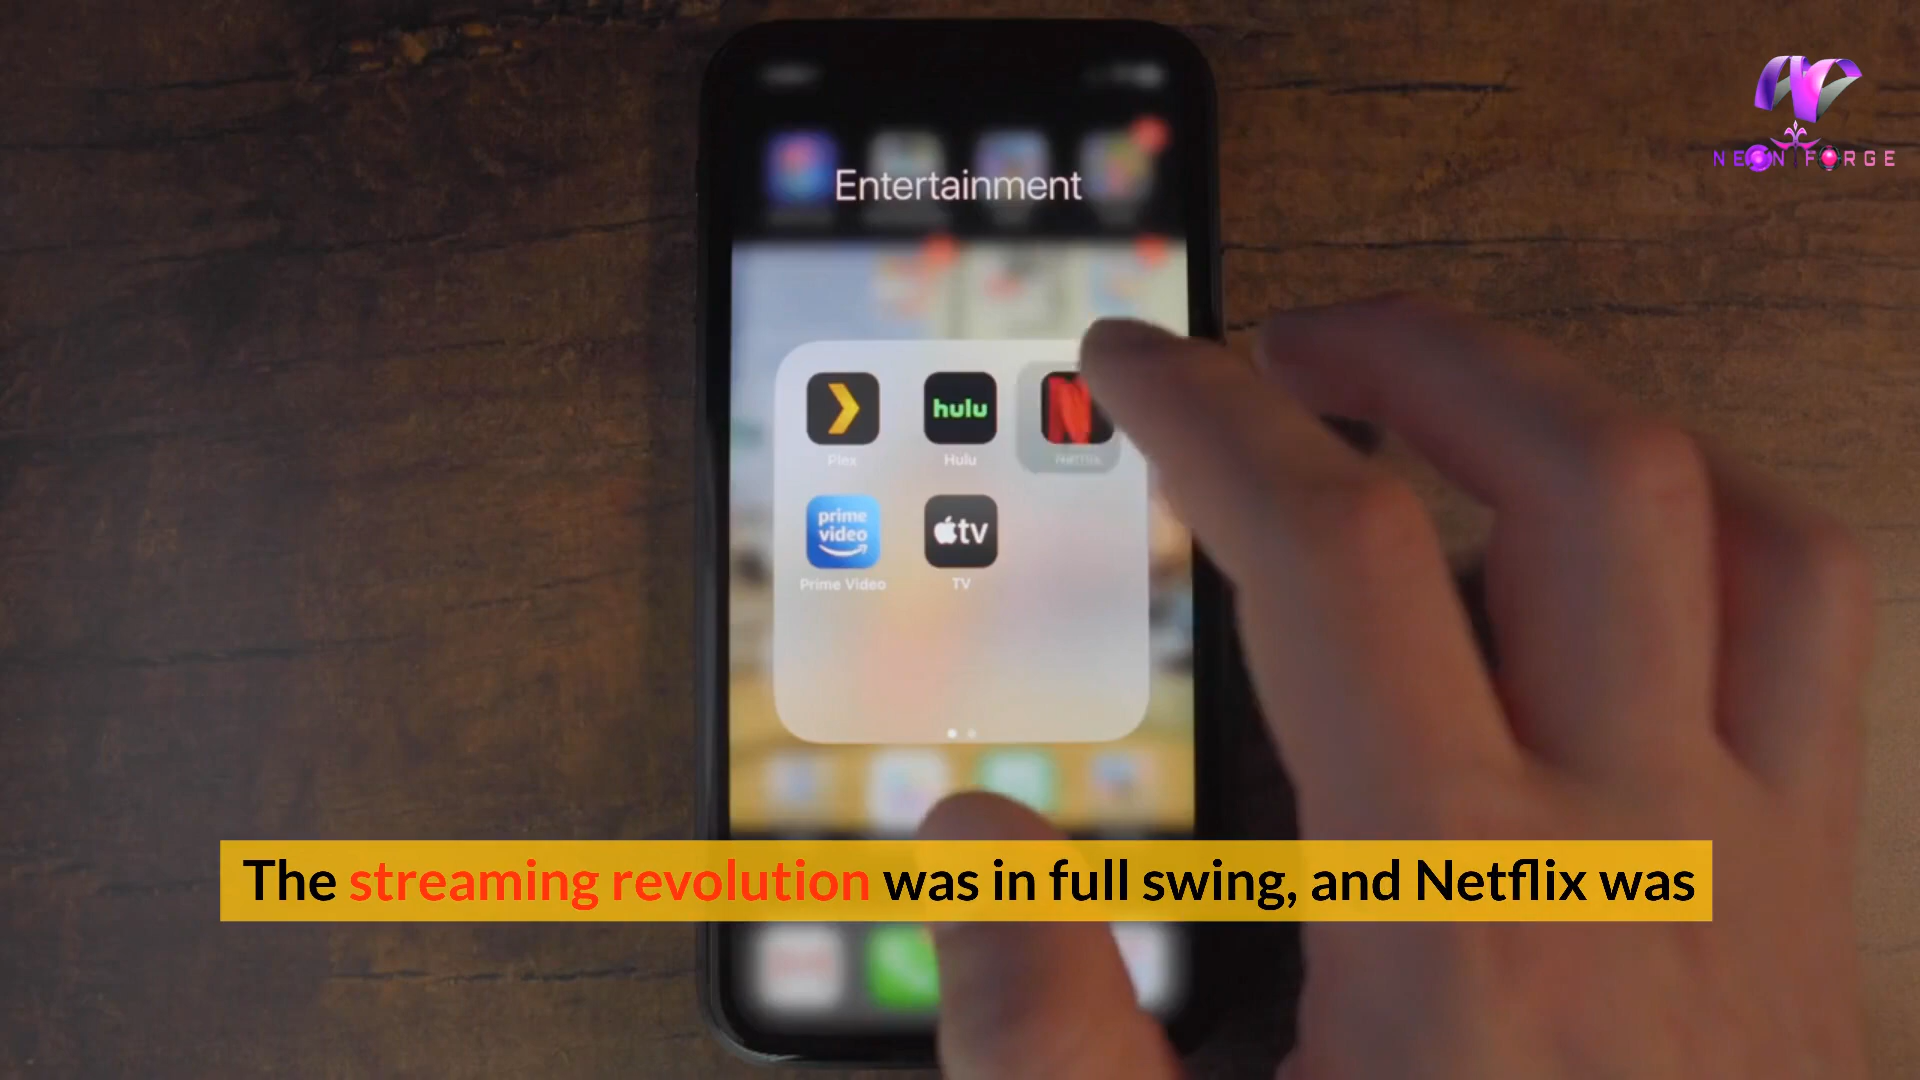 NEON FORGE
Entertainment
hulu
Plex
Hulu
prime
video
tv
Prime Video
TV
The streaming revolution was in full swing, and Netflix was